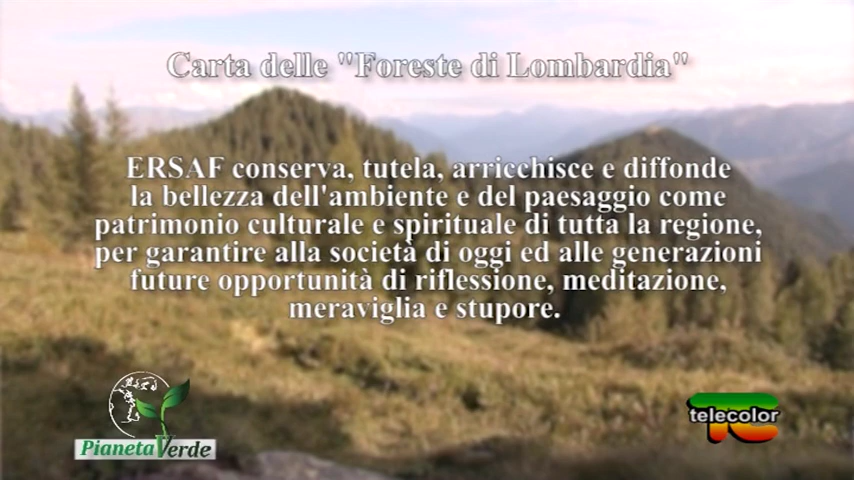 Carta delle "Foreste di Lombardia"
ERSAF conserva, tutela, arricchisce e diffonde
la bellezza dell'ambiente e del paesaggio come
patrimonio culturale e spirituale di tutta la regione,
per garantire alla società di oggi ed alle generazioni
future opportunità di riflessione, meditazione,
meraviglia e stupore.
Pianeta Verde
telecolor